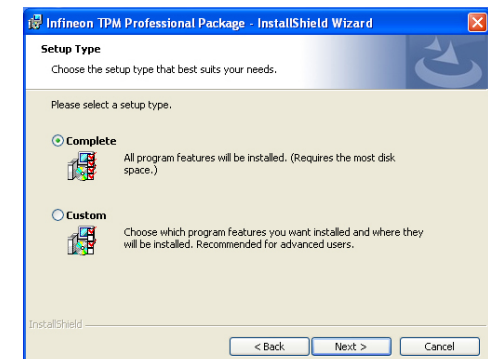 Infineon TPM Professional Package - InstallShield Wizard
Setup Type
Choose the setup type that best suits your needs.
Please select a setup type.
Complete
All program features will be installed. (Requires the most disk
space.)
Custom
Choose which program features you want installed and where they
will be installed. Recommended for advanced users.
InstallShield
< Back
Next >
Cancel